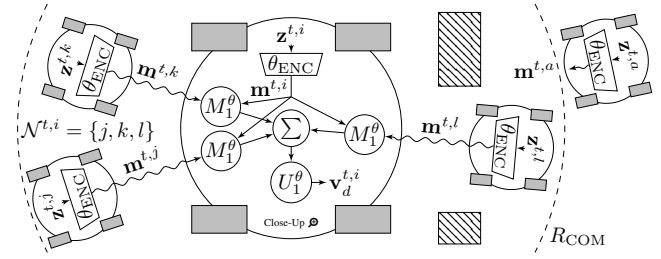 z^{t,k}
θ_ENC
m^{t,k}
N^{t,i} = {j, k, l}
z^{t,j}
θ_ENC
m^{t,j}
z^{t,i}
θ_ENC
m^{t,i}
M_1^θ
M_1^θ
Σ
M_1^θ
U_1^θ
v_d^{t,i}
Close-Up
m^{t,l}
θ_ENC
z^{t,l}
m^{t,a}
θ_ENC
z^{t,a}
R_COM